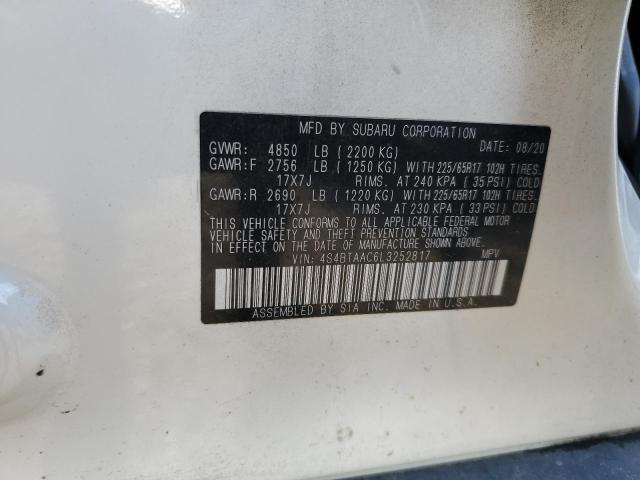 MFD BY SUBARU CORPORATION DATE: 08/20
GVWR: 4850 LB (2200 KG)
GAWR:F 2756 LB (1250 KG) WITH 225/65R17 102H TIRES.
17X7J RIMS. AT 240 KPA (35 PSI) COLD
GAWR:R 2690 LB (1220 KG) WITH 225/65R17 102H TIRES.
17X7J RIMS. AT 230 KPA (33 PSI) COLD
THIS VEHICLE CONFORMS TO ALL APPLICABLE FEDERAL MOTOR
VEHICLE SAFETY AND THEFT PREVENTION STANDARDS
IN EFFECT ON THE DATE OF MANUFACTURE SHOWN ABOVE.
VIN: 4S4BTAAC6L3252817 MPV
ASSEMBLED BY SIA INC. MADE IN U.S.A.